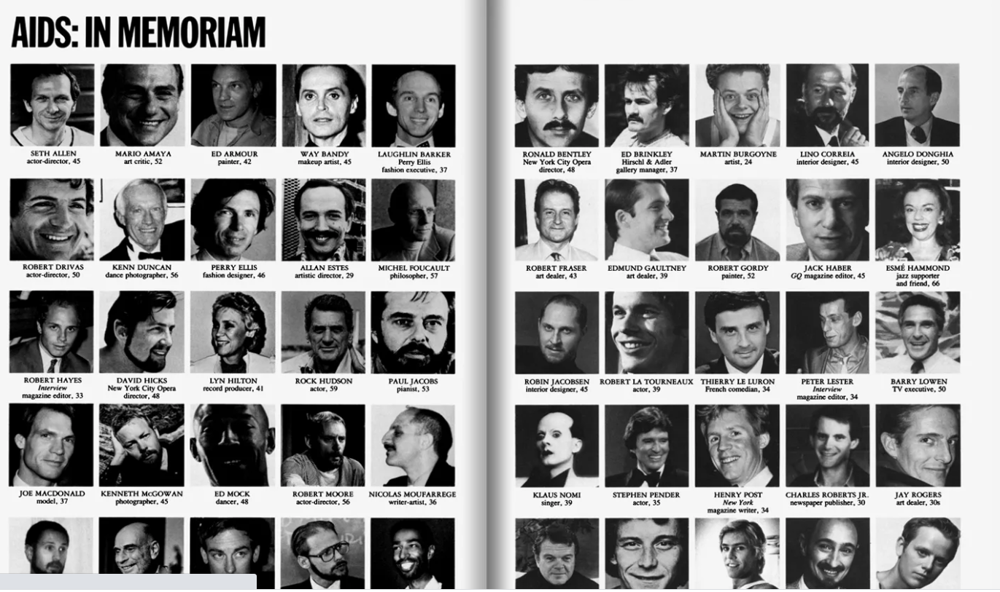 AIDS: IN MEMORIAM
SETH ALLEN
actor-director, 45
MARIO AMAYA
art critic, 52
ED ARMOUR
painter, 42
WAY BANDY
makeup artist, 45
LAUGHLIN BARKER
Perry Ellis
fashion executive, 37
ROBERT DRIVAS
actor-director, 50
KENN DUNCAN
dance photographer, 56
PERRY ELLIS
fashion designer, 46
ALLAN ESTES
artistic director, 29
MICHEL FOUCAULT
philosopher, 57
ROBERT HAYES
Interview
magazine editor, 33
DAVID HICKS
New York City Opera
director, 48
LYN HILTON
record producer, 41
ROCK HUDSON
actor, 59
PAUL JACOBS
pianist, 53
JOE MACDONALD
model, 37
KENNETH McGOWAN
photographer, 45
ED MOCK
dancer, 48
ROBERT MOORE
actor-director, 56
NICOLAS MOUFARREGE
writer-artist, 36
RONALD BENTLEY
New York City Opera
director, 48
ED BRINKLEY
Hirschl & Adler
gallery manager, 37
MARTIN BURGOYNE
artist, 24
LINO CORREIA
interior designer, 45
ANGELO DONGHIA
interior designer, 50
ROBERT FRASER
art dealer, 43
EDMUND GAULTNEY
art dealer, 39
ROBERT GORDY
painter, 52
JACK HABER
GQ magazine editor, 45
ESMÉ HAMMOND
jazz supporter
and friend, 66
ROBIN JACOBSEN
interior designer, 45
ROBERT LA TOURNEAUX
actor, 39
THIERRY LE LURON
French comedian, 34
PETER LESTER
Interview
magazine editor, 34
BARRY LOWEN
TV executive, 50
KLAUS NOMI
singer, 39
STEPHEN PENDER
actor, 35
HENRY POST
New York
magazine writer, 34
CHARLES ROBERTS JR.
newspaper publisher, 30
JAY ROGERS
art dealer, 30s